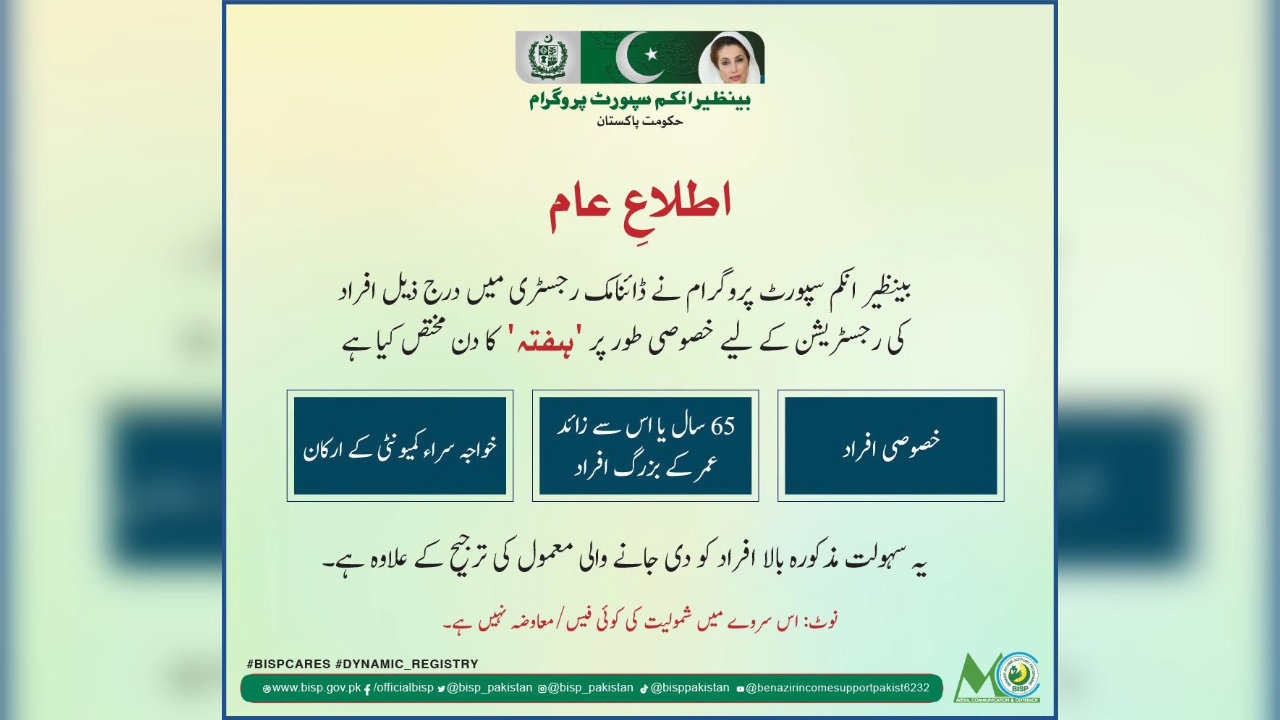 بینظیر انکم سپورٹ پروگرام
حکومت پاکستان
اطلاعِ عام
بینظیر انکم سپورٹ پروگرام نے ڈائنامک رجسٹری میں درج ذیل افراد
کی رجسٹریشن کے لیے خصوصی طور پر 'ہفتہ' کا دن مختص کیا ہے
خصوصی افراد
65 سال یا اس سے زائد
عمر کے بزرگ افراد
خواجہ سراء کمیونٹی کے ارکان
یہ سہولت مذکورہ بالا افراد کو دی جانے والی معمول کی ترجیح کے علاوہ ہے۔
نوٹ: اس سروے میں شمولیت کی کوئی فیس/معاوضہ نہیں ہے۔
#BISPCARES #DYNAMIC_REGISTRY
www.bisp.gov.pk /officialbisp @bisp_pakistan @bisp_pakistan @bisppakistan @benazirincomesupportpakist6232
BISP
MEDIA, COMMUNICATION & OUTREACH